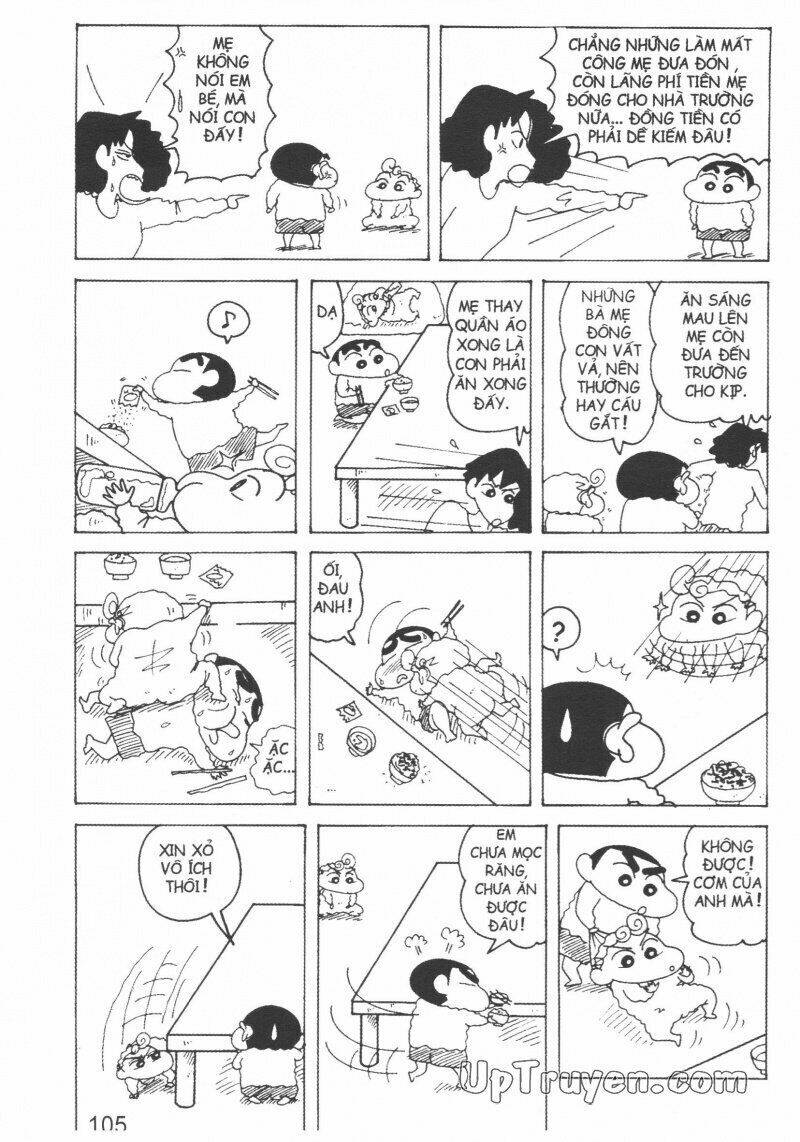 CHẲNG NHỮNG LÀM MẤT
CÔNG MẸ ĐƯA ĐÓN,
CÒN LÃNG PHÍ TIỀN MẸ
ĐÓNG CHO NHÀ TRƯỜNG
NỮA... ĐỒNG TIỀN CÓ
PHẢI DỄ KIẾM ĐÂU!
MẸ
KHÔNG
NÓI EM
BÉ, MÀ
NÓI CON
ĐẤY!
ĂN SÁNG
MAU LÊN
MẸ CÒN
ĐƯA ĐẾN
TRƯỜNG
CHO KỊP.
NHỮNG
BÀ MẸ
ĐÔNG
CON VẤT
VẢ, NÊN
THƯỜNG
HAY CÁU
GẮT!
MẸ THAY
QUẦN ÁO
XONG LÀ
CON PHẢI
ĂN XONG
ĐẤY.
DẠ
♪
?
ỐI,
ĐAU
ANH!
ẶC
ẶC...
KHÔNG
ĐƯỢC!
CƠM CỦA
ANH MÀ!
EM
CHƯA MỌC
RĂNG,
CHƯA ĂN
ĐƯỢC
ĐÂU!
XIN XỎ
VÔ ÍCH
THÔI!
UpTruyen.com
105